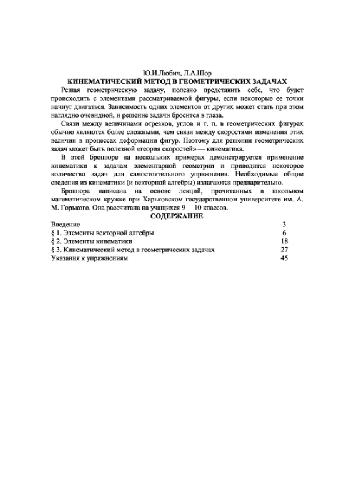 Ю.И.Любич, Л.А.Шор
КИНЕМАТИЧЕСКИЙ МЕТОД В ГЕОМЕТРИЧЕСКИХ ЗАДАЧАХ
Решая геометрическую задачу, полезно представить себе, что будет
происходить с элементами рассматриваемой фигуры, если некоторые ее точки
начнут двигаться. Зависимость одних элементов от других может стать при этом
наглядно очевидной, и решение задачи бросится в глаза.
Связи между величинами отрезков, углов и т. п. в геометрических фигурах
обычно являются более сложными, чем связи между скоростями изменения этих
величин в процессах деформации фигур. Поэтому для решения геометрических
задач может быть полезной «теория скоростей» — кинематика.
В этой брошюре на нескольких примерах демонстрируется применение
кинематики к задачам элементарной геометрии и приводится некоторое
количество задач для самостоятельного упражнения. Необходимые общие
сведения из кинематики (и векторной алгебры) излагаются предварительно.
Брошюра написана на основе лекций, прочитанных в школьном
математическом кружке при Харьковском государственном университете им. А.
М. Горького. Она рассчитана на учащихся 9 – 10 классов.
СОДЕРЖАНИЕ
Введение 3
§ 1. Элементы векторной алгебры 6
§ 2. Элементы кинематики 18
§ 3. Кинематический метод в геометрических задачах 27
Указания к упражнениям 45